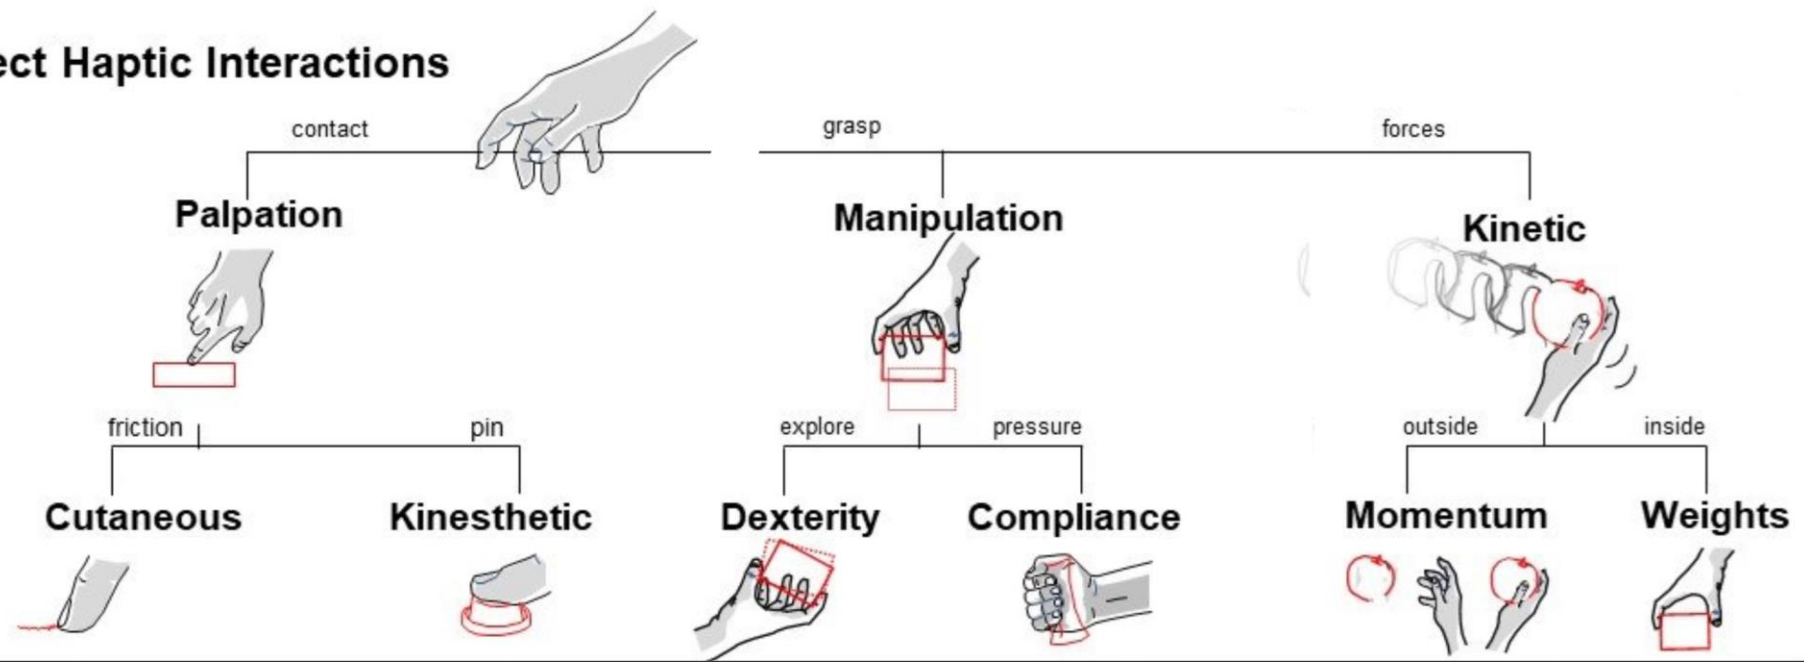 ect Haptic Interactions
contact
grasp
forces
Palpation
Manipulation
Kinetic
friction
pin
explore
pressure
outside
inside
Cutaneous
Kinesthetic
Dexterity
Compliance
Momentum
Weights